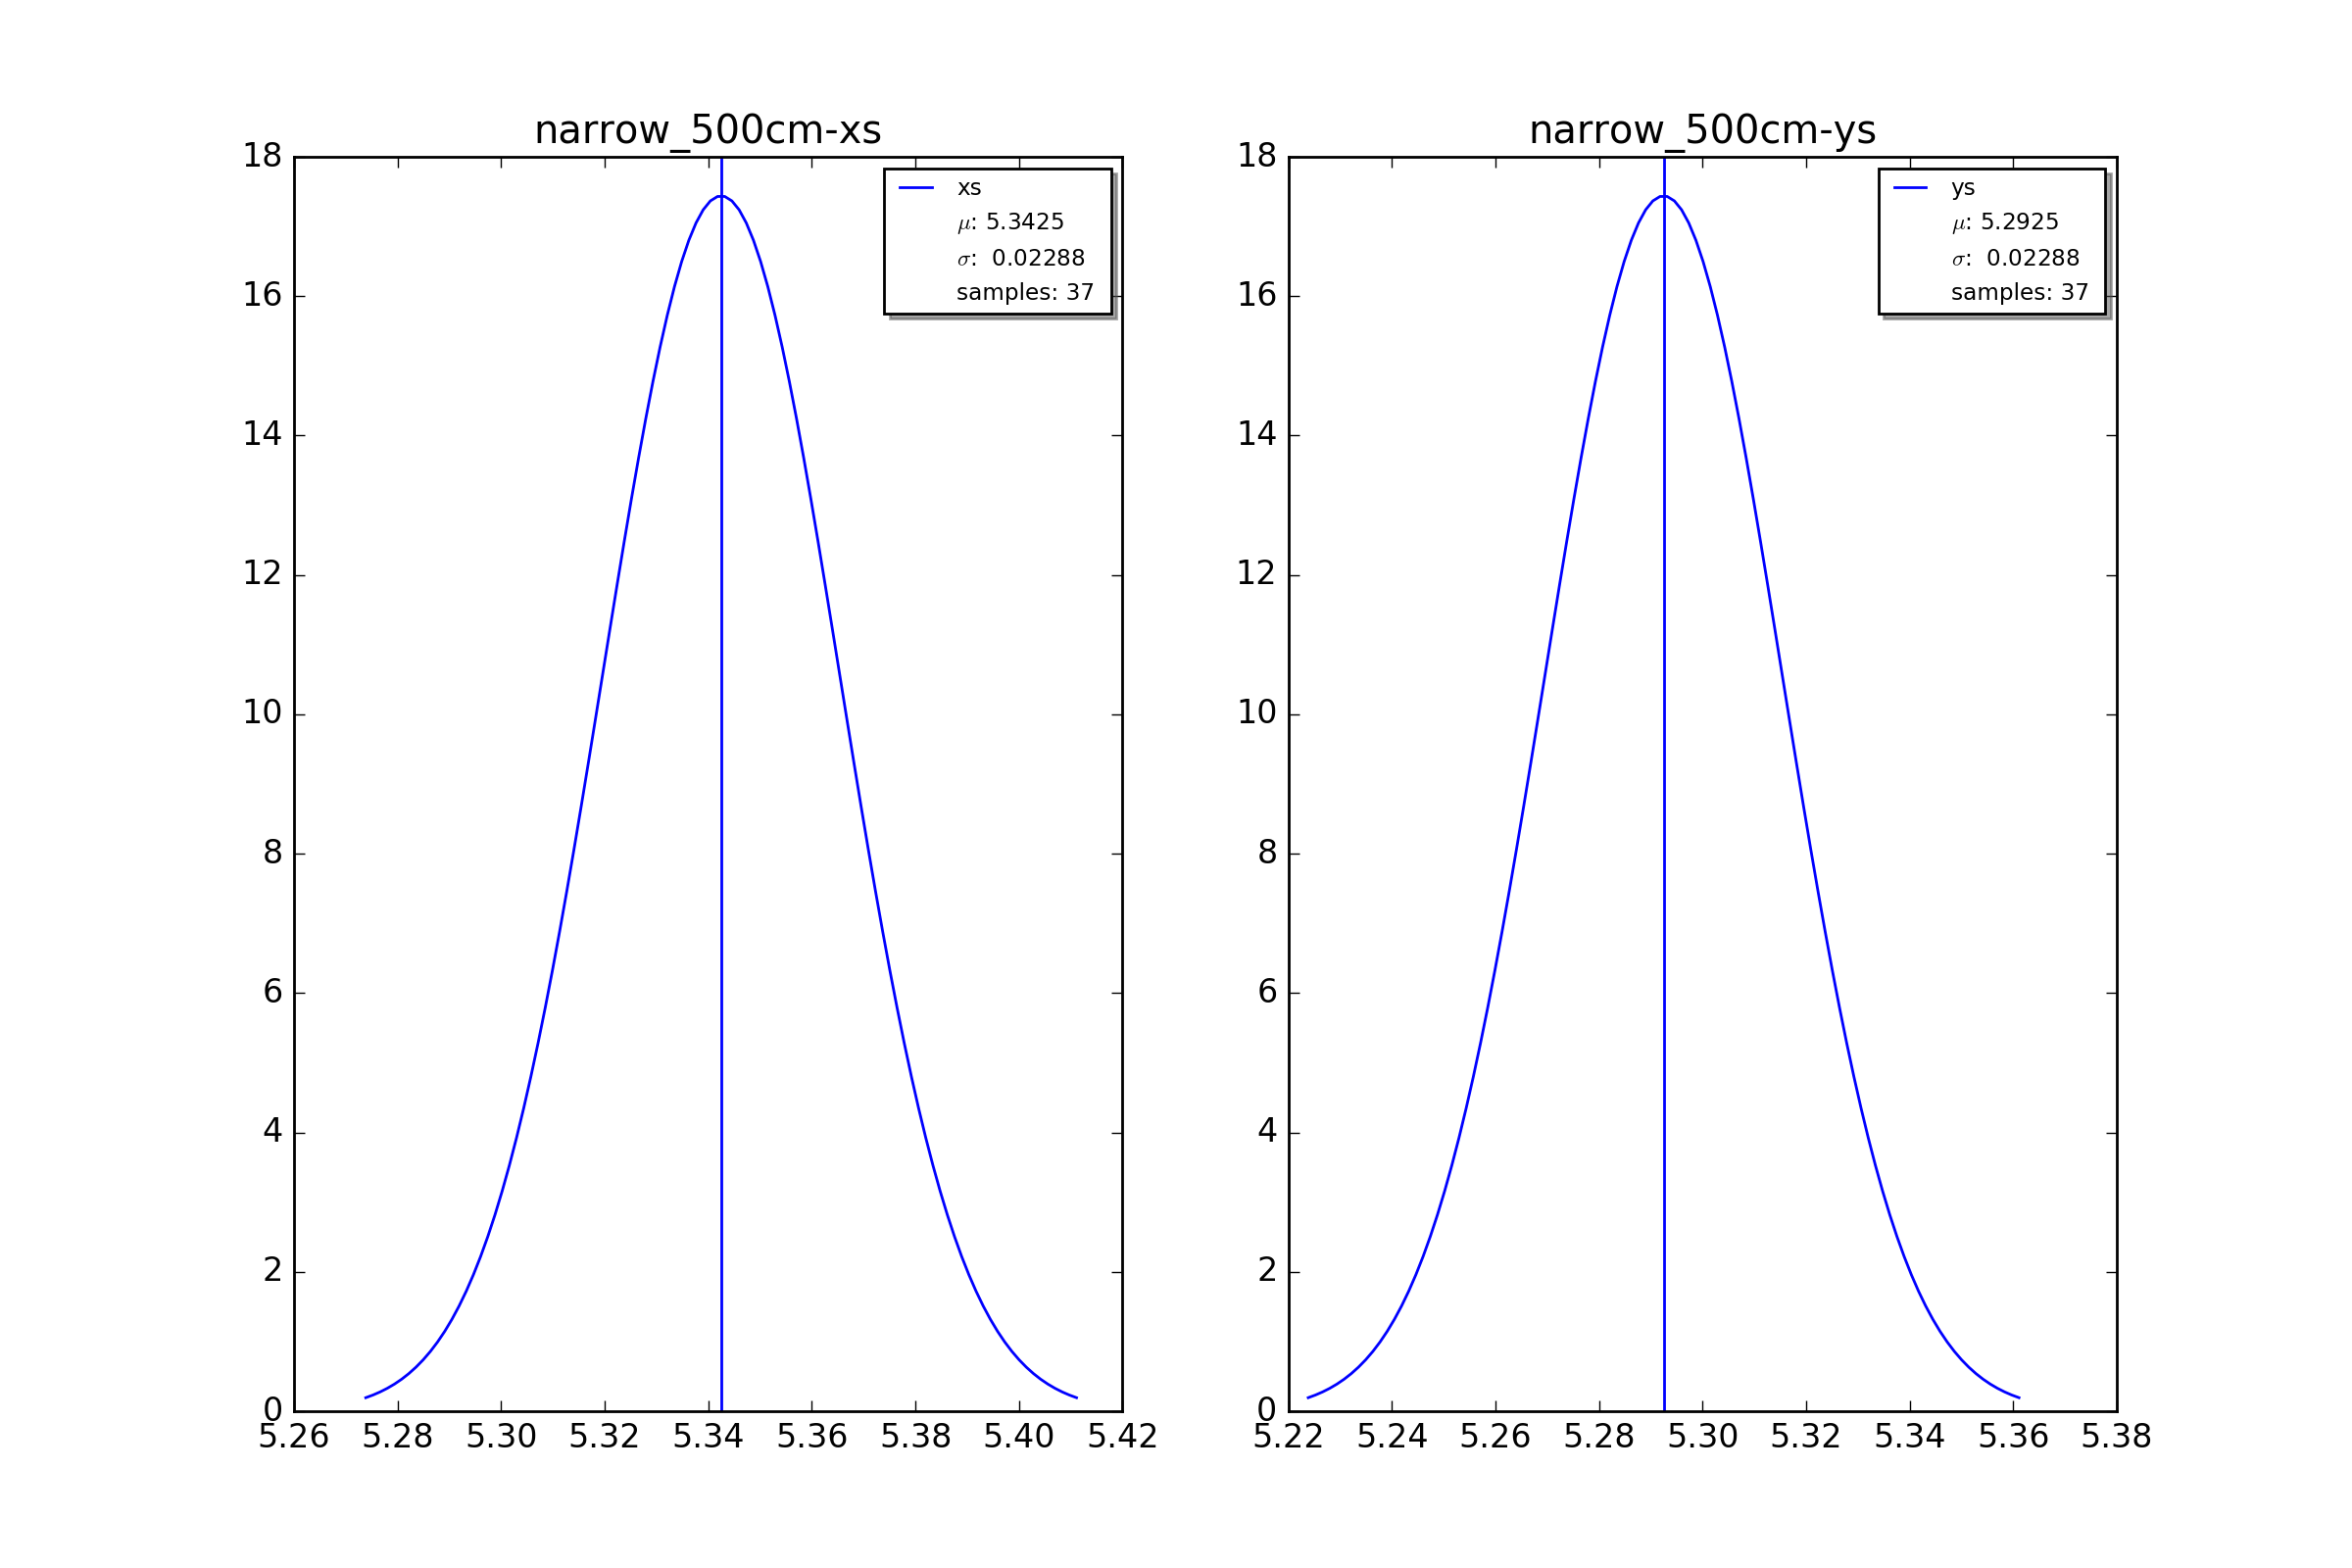 narrow_500cm-xs
xs
μ: 5.3425
σ: 0.02288
samples: 37
18
16
14
12
10
8
6
4
2
0
5.26 5.28 5.30 5.32 5.34 5.36 5.38 5.40 5.42
narrow_500cm-ys
ys
μ: 5.2925
σ: 0.02288
samples: 37
18
16
14
12
10
8
6
4
2
0
5.22 5.24 5.26 5.28 5.30 5.32 5.34 5.36 5.38